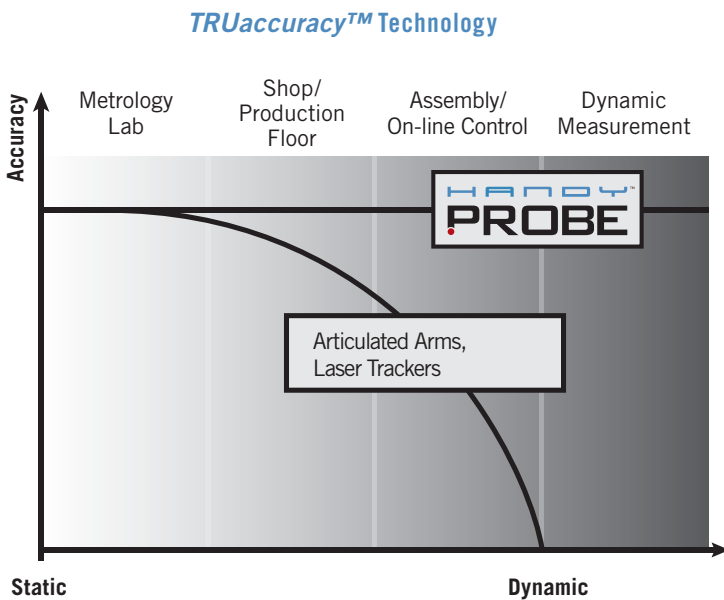 TRUaccuracy™ Technology
Metrology
Lab
Shop/
Production
Floor
Assembly/
On-line Control
Dynamic
Measurement
Accuracy
HANDY™
PROBE
Articulated Arms,
Laser Trackers
Static
Dynamic